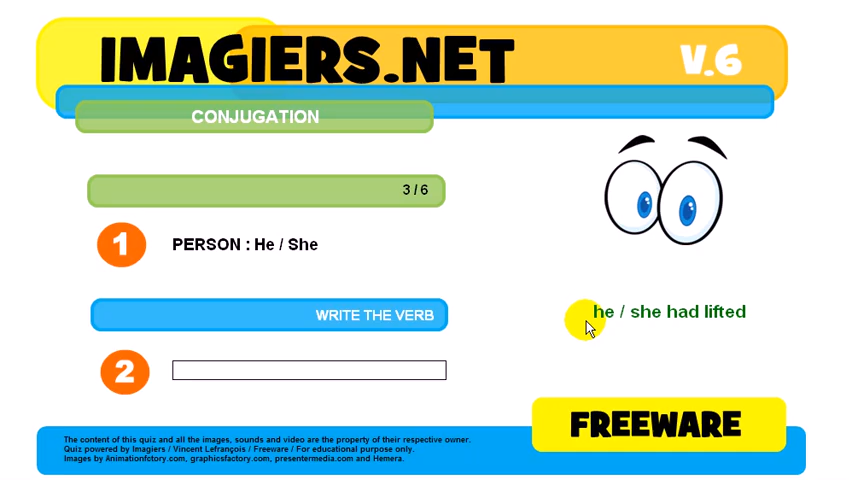 IMAGIERS.NET
V.6
CONJUGATION
3 / 6
1
PERSON : He / She
WRITE THE VERB
he / she had lifted
2
FREEWARE
The content of this quiz and all the images, sounds and video are the property of their respective owner.
Quiz powered by Imagiers / Vincent Lefrançois / Freeware / For educational purpose only.
Images by Animationfctory.com, graphicsfactory.com, presentermedia.com and Hemera.